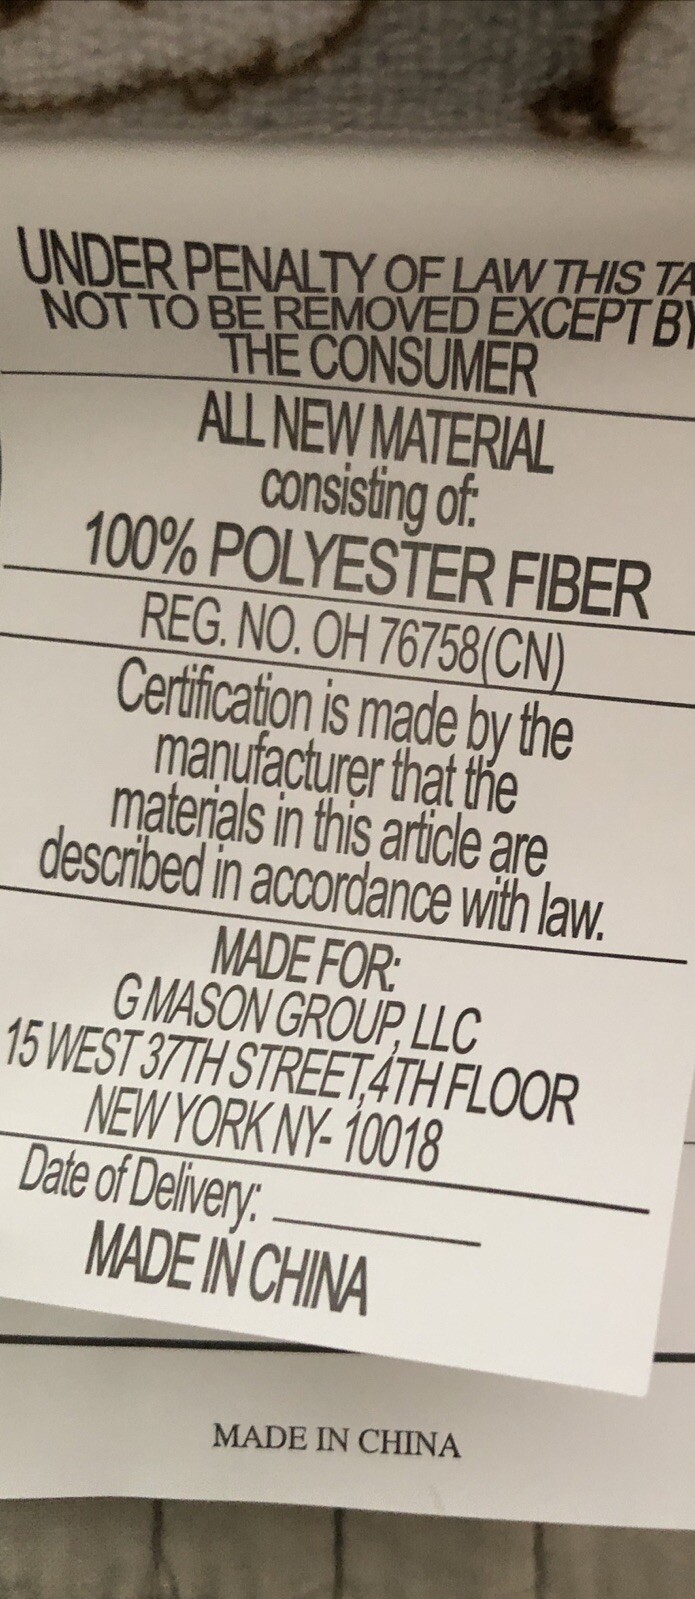 UNDER PENALTY OF LAW THIS TA
NOT TO BE REMOVED EXCEPT BY
THE CONSUMER
ALL NEW MATERIAL
consisting of:
100% POLYESTER FIBER
REG. NO. OH 76758(CN)
Certification is made by the
manufacturer that the
materials in this article are
described in accordance with law.
MADE FOR:
G MASON GROUP, LLC
15 WEST 37TH STREET,4TH FLOOR
NEW YORK NY- 10018
Date of Delivery:
MADE IN CHINA
MADE IN CHINA